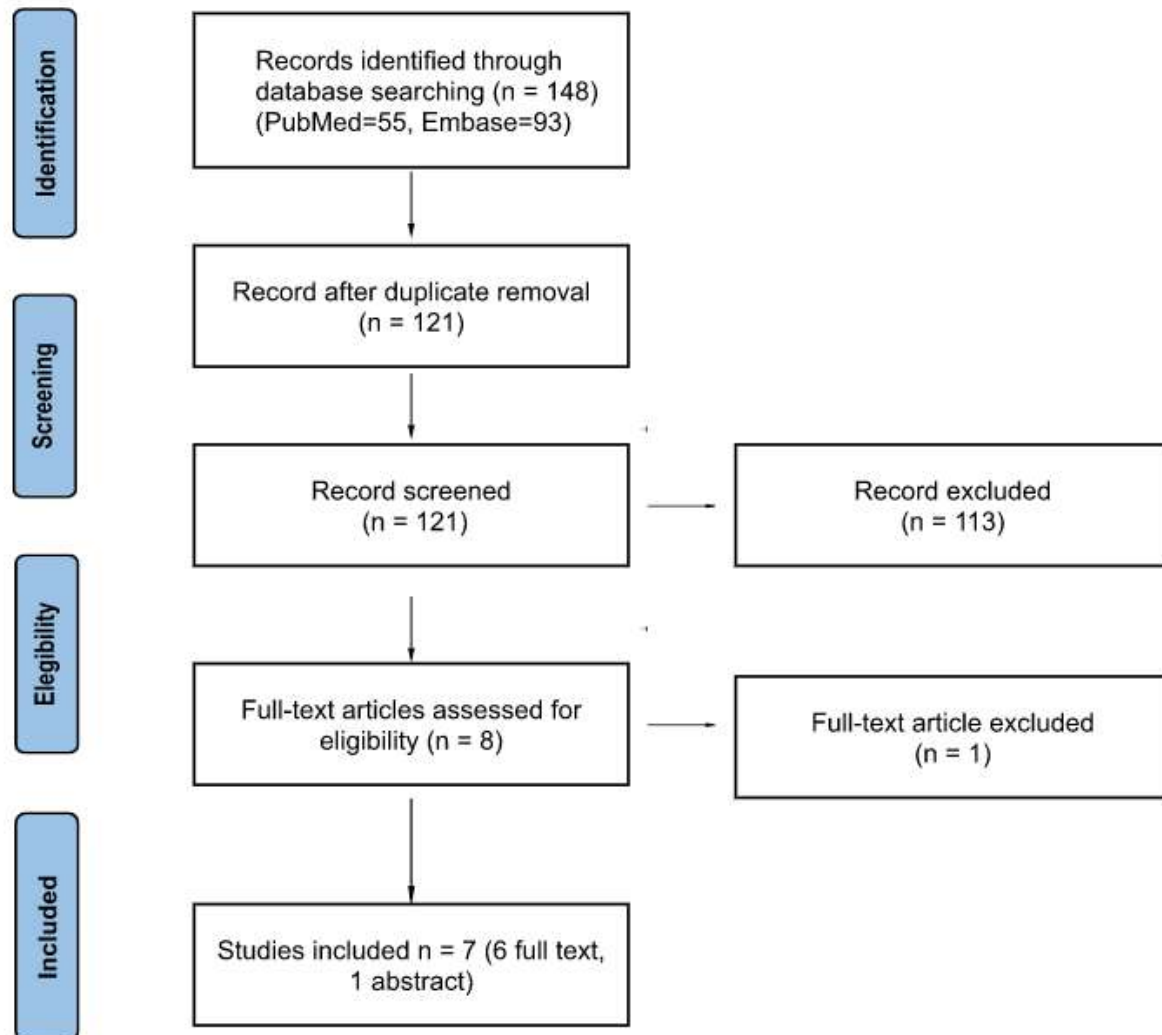 Identification
Records identified through
database searching (n = 148)
(PubMed=55, Embase=93)
Record after duplicate removal
(n = 121)
Screening
Record screened
(n = 121)
Record excluded
(n = 113)
Elegibility
Full-text articles assessed for
eligibility (n = 8)
Full-text article excluded
(n = 1)
Included
Studies included n = 7 (6 full text,
1 abstract)